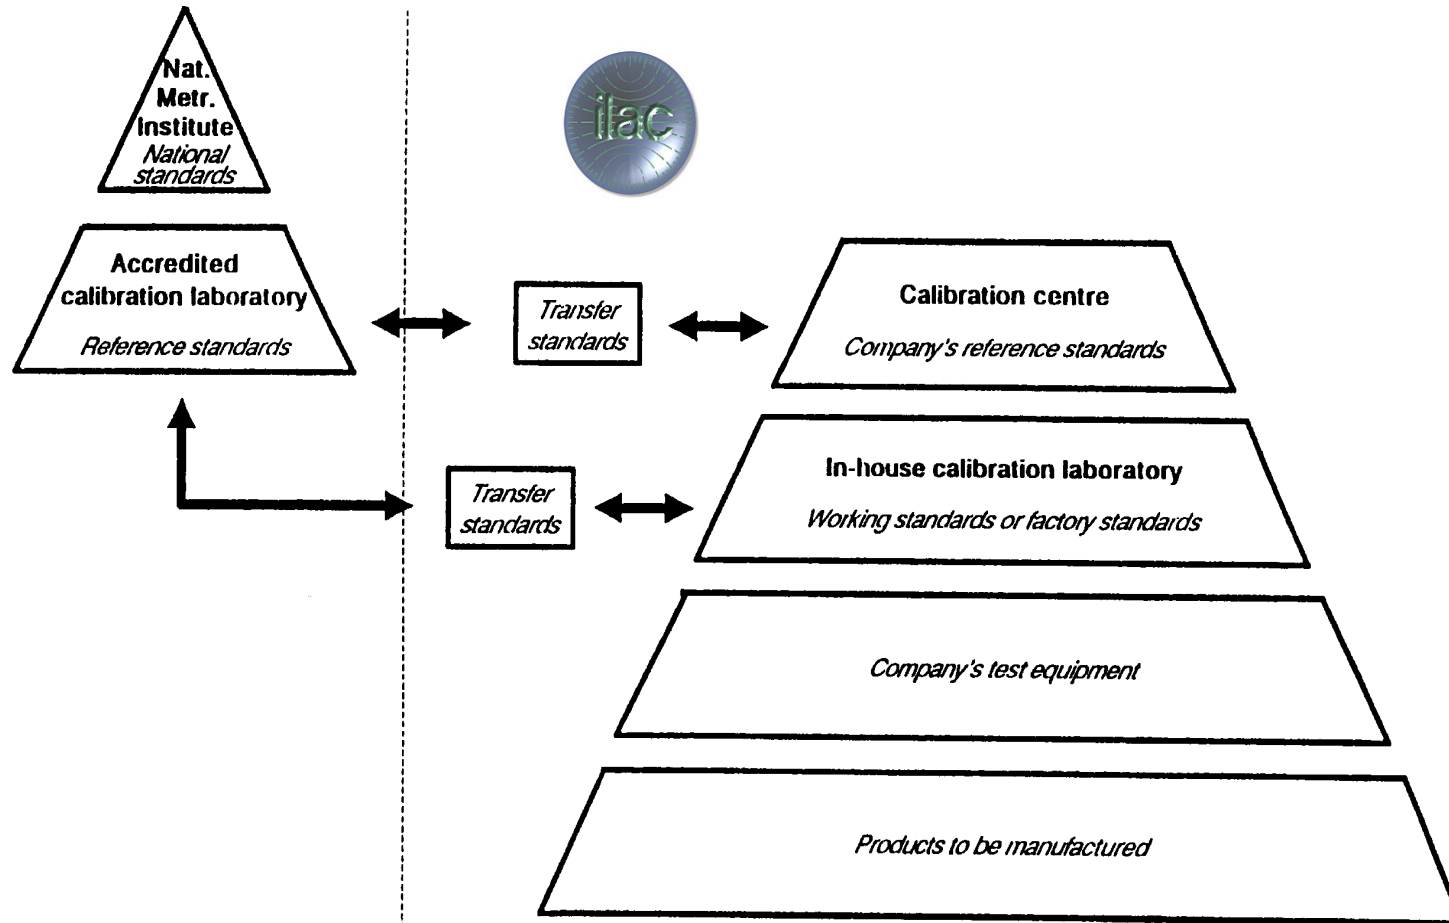 Nat.
Metr.
Institute
National
standards
ilac
Accredited
calibration laboratory
Reference standards
Transfer
standards
Calibration centre
Company's reference standards
Transfer
standards
In-house calibration laboratory
Working standards or factory standards
Company's test equipment
Products to be manufactured